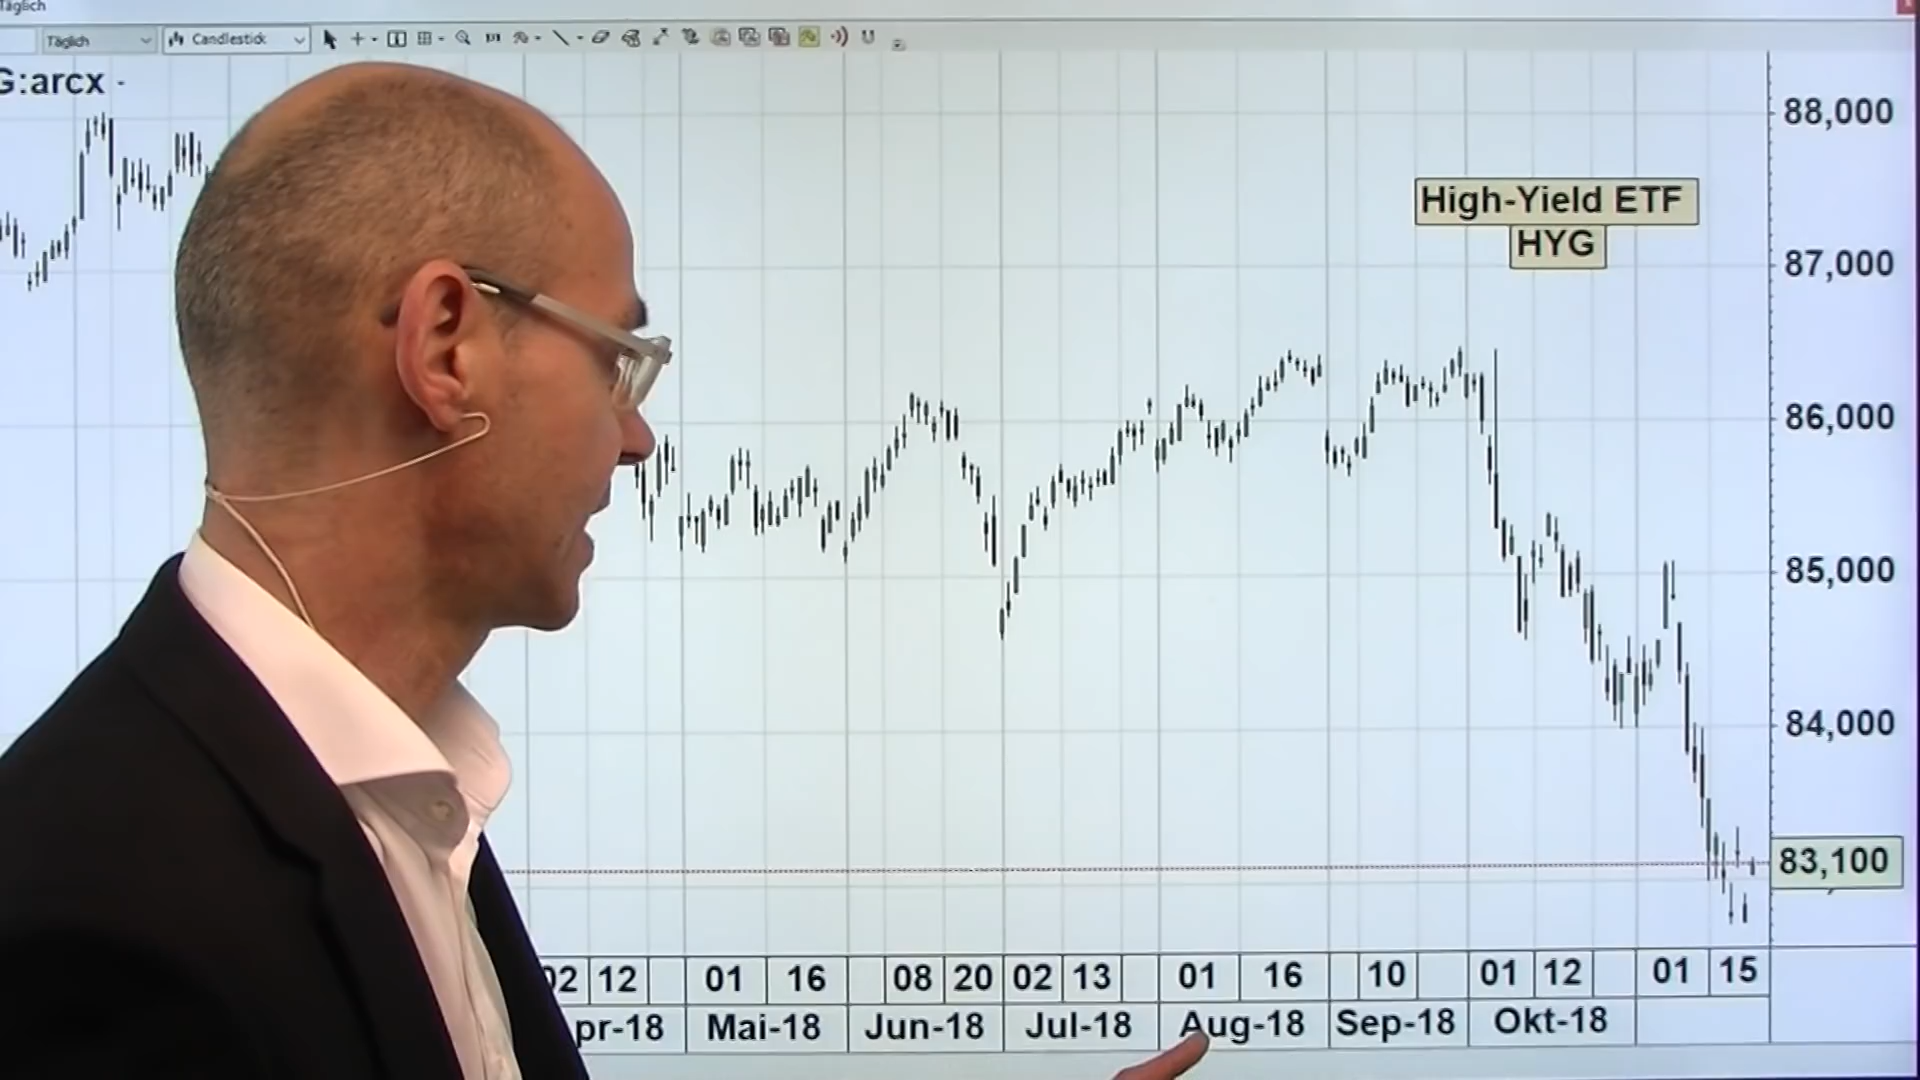 Täglich
Täglich
Candlestick
G:arcx -
High-Yield ETF
HYG
88,000
87,000
86,000
85,000
84,000
83,100
02 12 01 16 08 20 02 13 01 16 10 01 12 01 15
pr-18 Mai-18 Jun-18 Jul-18 Aug-18 Sep-18 Okt-18